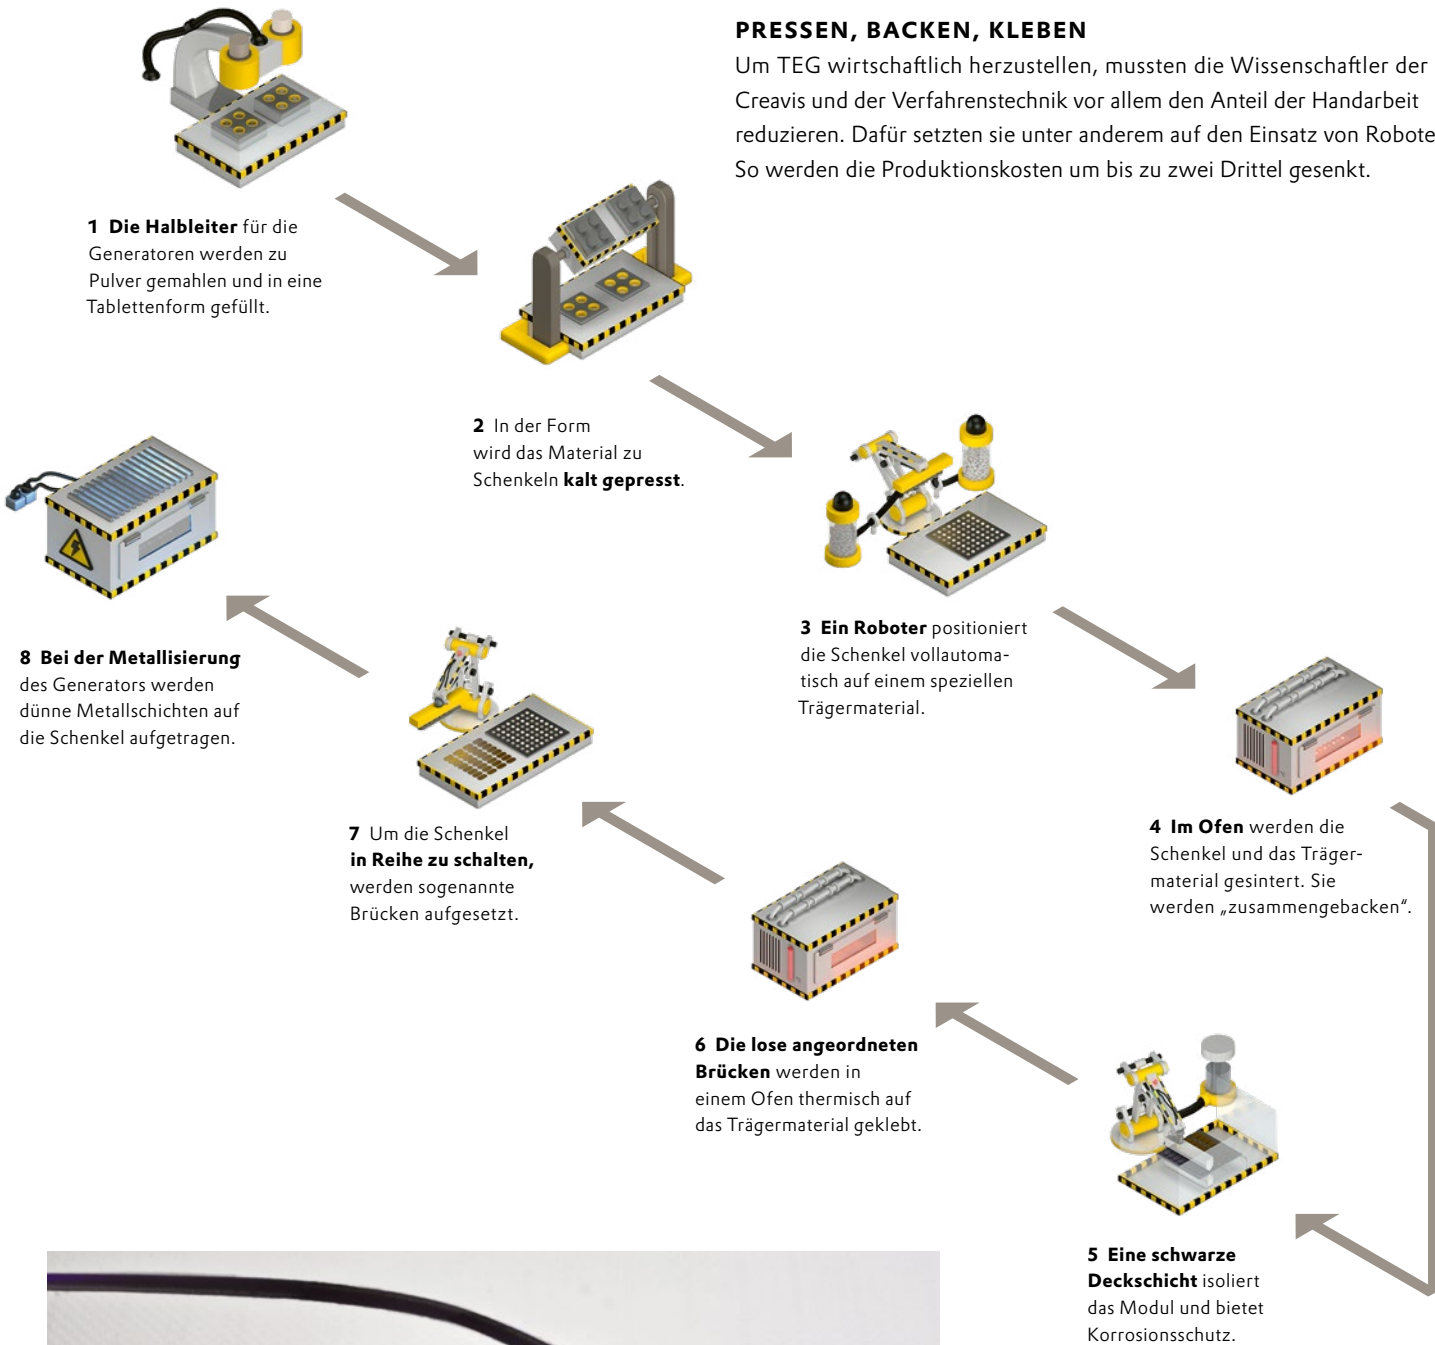 PRESSEN, BACKEN, KLEBEN
Um TEG wirtschaftlich herzustellen, mussten die Wissenschaftler der
Creavis und der Verfahrenstechnik vor allem den Anteil der Handarbeit
reduzieren. Dafür setzten sie unter anderem auf den Einsatz von Robote
So werden die Produktionskosten um bis zu zwei Drittel gesenkt.
1 Die Halbleiter für die
Generatoren werden zu
Pulver gemahlen und in eine
Tablettenform gefüllt.
2 In der Form
wird das Material zu
Schenkeln kalt gepresst.
3 Ein Roboter positioniert
die Schenkel vollautoma-
tisch auf einem speziellen
Trägermaterial.
4 Im Ofen werden die
Schenkel und das Träger-
material gesintert. Sie
werden „zusammengebacken“.
5 Eine schwarze
Deckschicht isoliert
das Modul und bietet
Korrosionsschutz.
6 Die lose angeordneten
Brücken werden in
einem Ofen thermisch auf
das Trägermaterial geklebt.
7 Um die Schenkel
in Reihe zu schalten,
werden sogenannte
Brücken aufgesetzt.
8 Bei der Metallisierung
des Generators werden
dünne Metallschichten auf
die Schenkel aufgetragen.